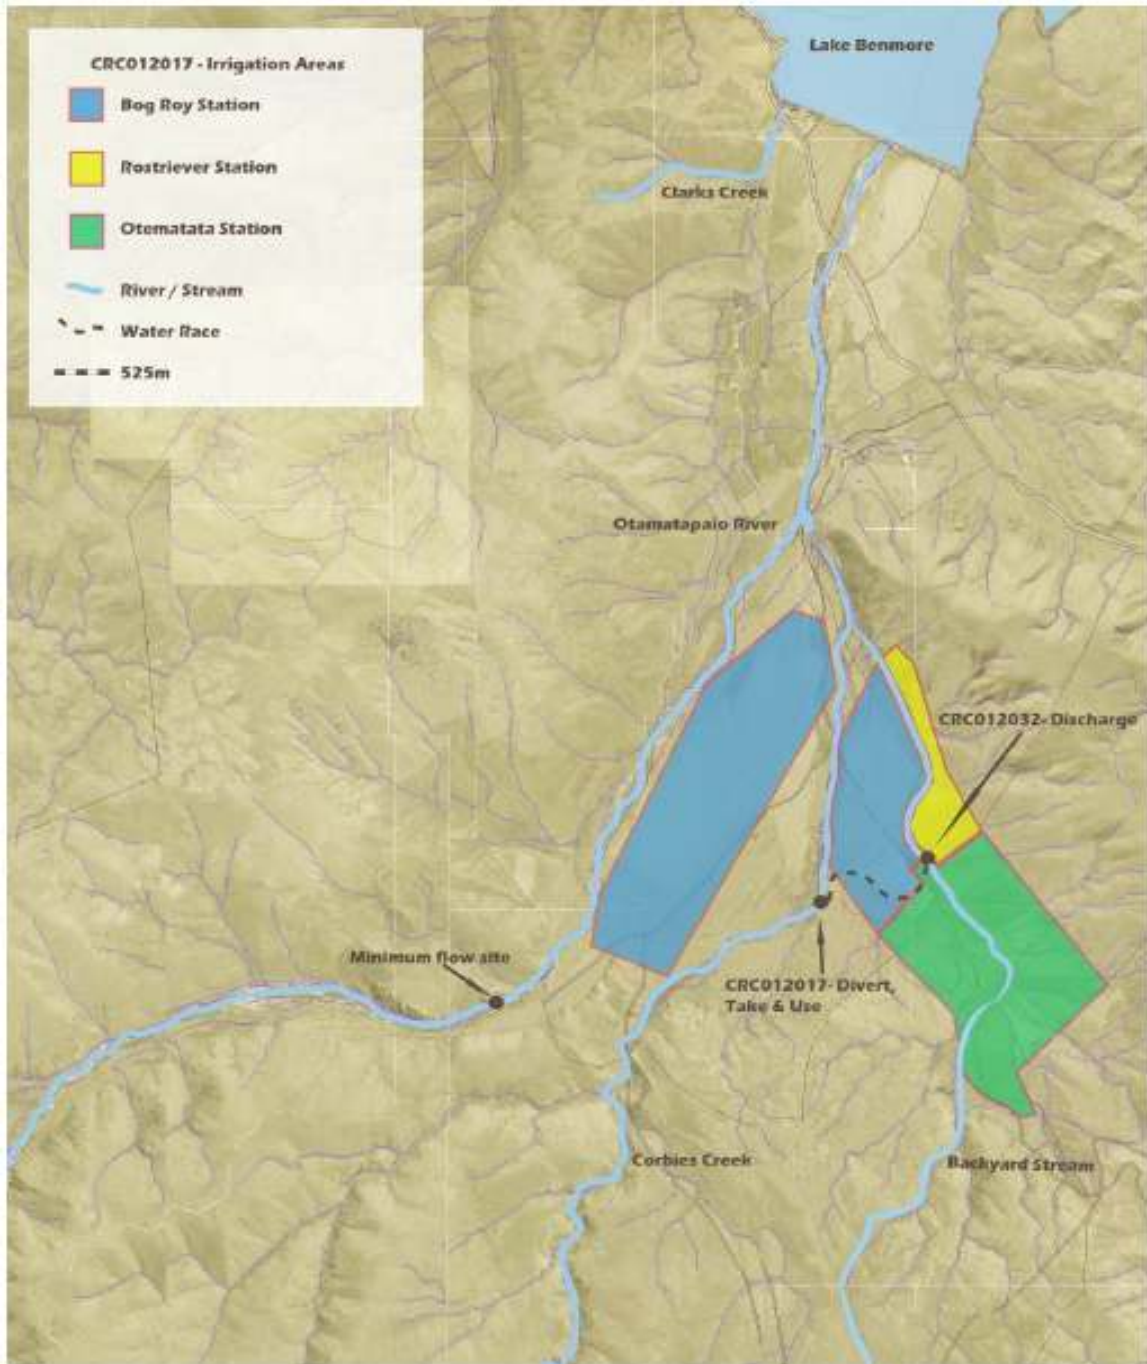 CRC012017 - Irrigation Areas
Bog Roy Station
Rostriever Station
Otematata Station
River / Stream
Water Race
525m
Lake Benmore
Clarks Creek
Otamatapaio River
CRC012032- Discharge
Minimum flow site
CRC012017- Divert,
Take & Use
Corbies Creek
Backyard Stream